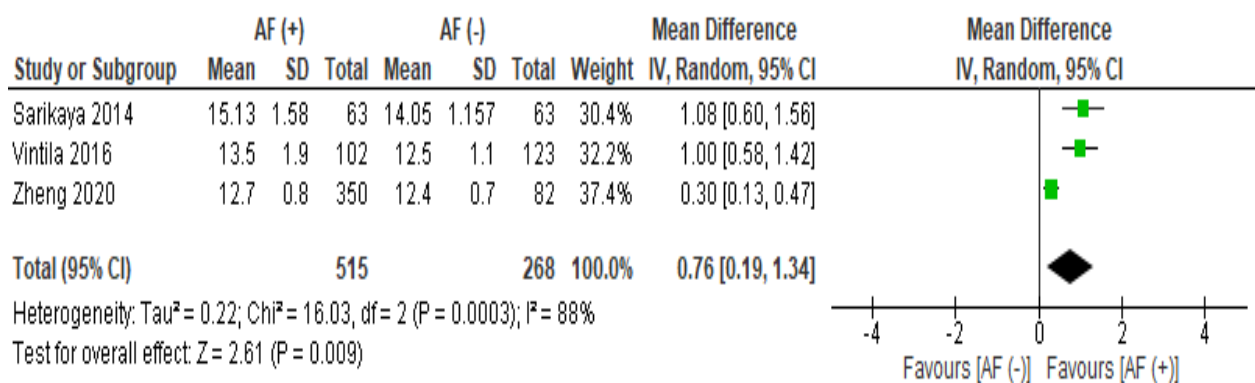 AF (+) AF (-) Mean Difference Mean Difference
Study or Subgroup Mean SD Total Mean SD Total Weight IV, Random, 95% CI IV, Random, 95% CI
Sarikaya 2014 15.13 1.58 63 14.05 1.157 63 30.4% 1.08 [0.60, 1.56]
Vintila 2016 13.5 1.9 102 12.5 1.1 123 32.2% 1.00 [0.58, 1.42]
Zheng 2020 12.7 0.8 350 12.4 0.7 82 37.4% 0.30 [0.13, 0.47]
Total (95% CI) 515 268 100.0% 0.76 [0.19, 1.34]
Heterogeneity: Tau² = 0.22; Chi² = 16.03, df = 2 (P = 0.0003); I² = 88%
Test for overall effect: Z = 2.61 (P = 0.009)
-4 -2 0 2 4
Favours [AF (-)] Favours [AF (+)]